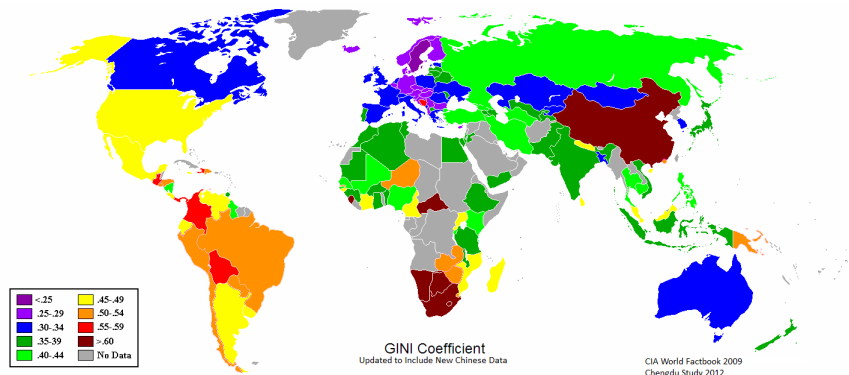 <.25
.25-.29
.30-.34
.35-39
.40-.44
.45-.49
.50-.54
.55-.59
>.60
No Data
GINI Coefficient
Updated to Include New Chinese Data
CIA World Factbook 2009
Chengdu Study 2012